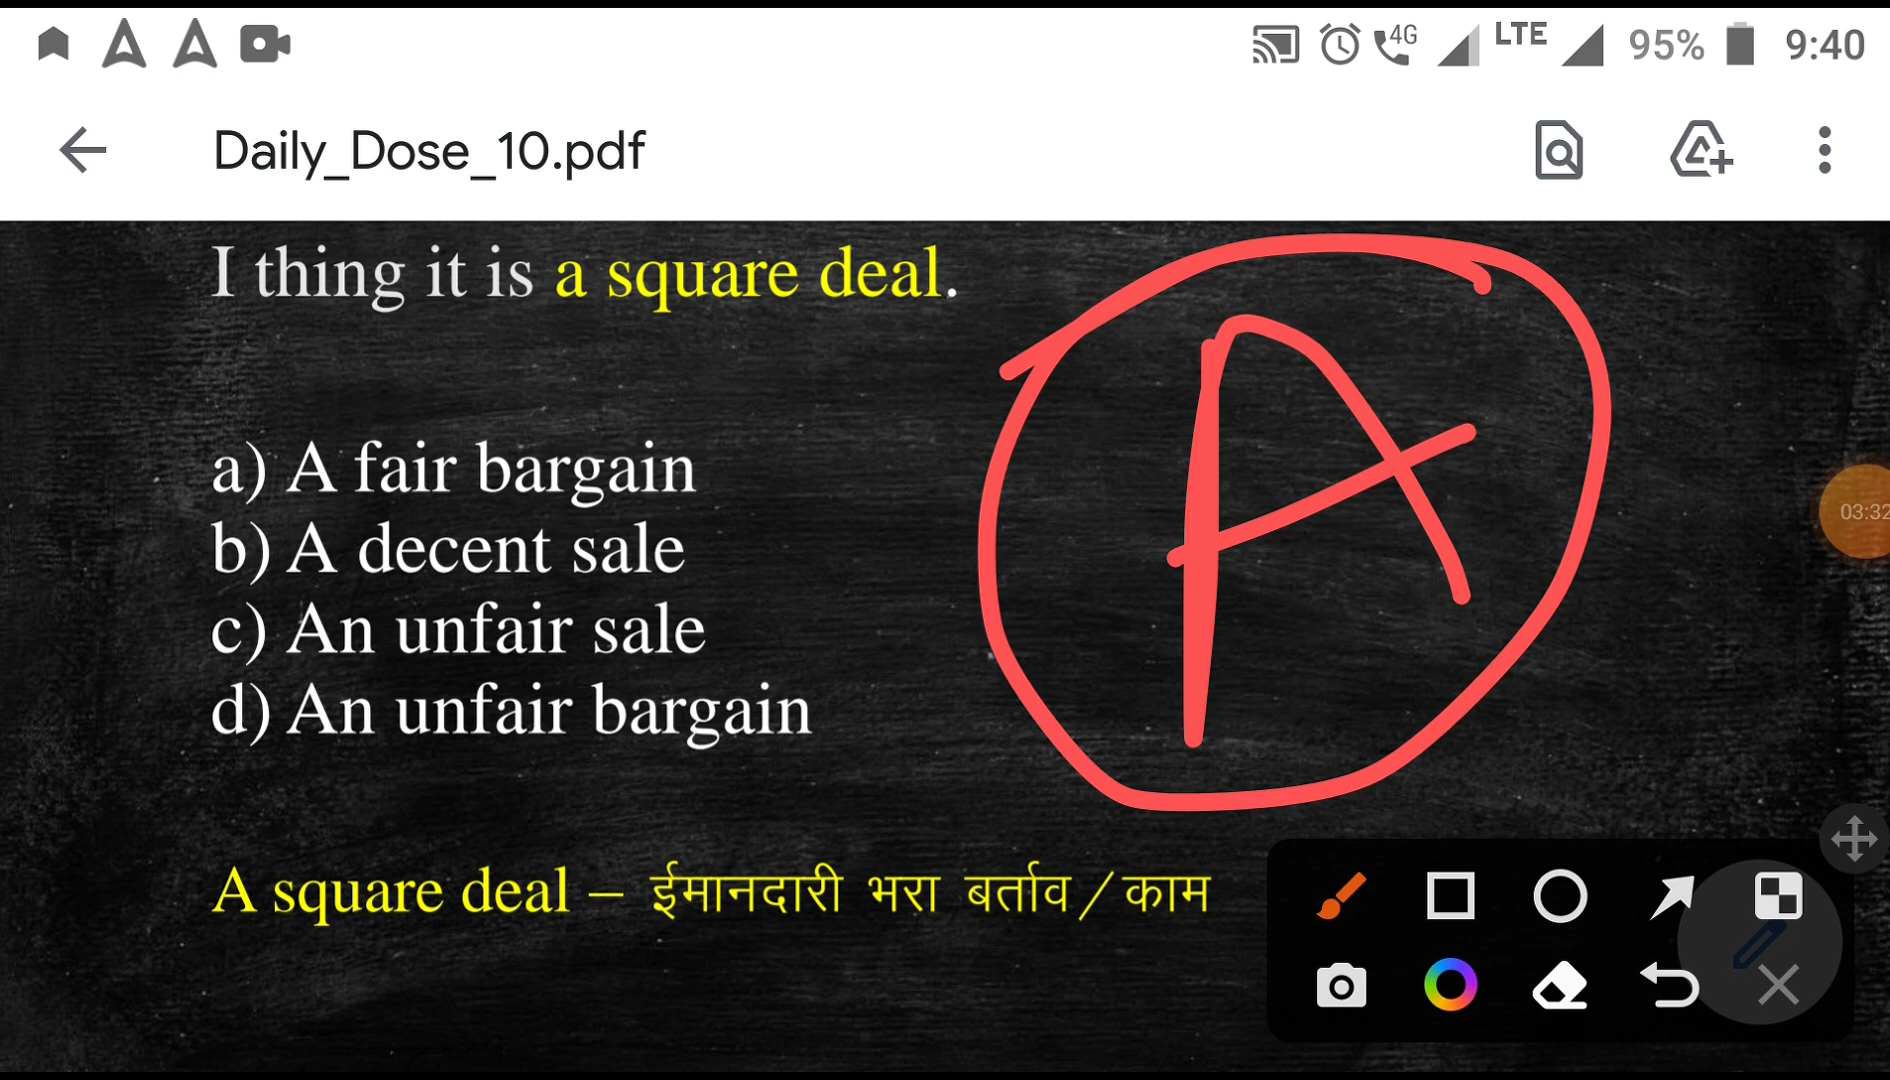 4G LTE 95% 9:40
Daily_Dose_10.pdf
I thing it is a square deal.
A
a) A fair bargain
b) A decent sale
c) An unfair sale
d) An unfair bargain
03:32
A square deal – ईमानदारी भरा बर्ताव / काम